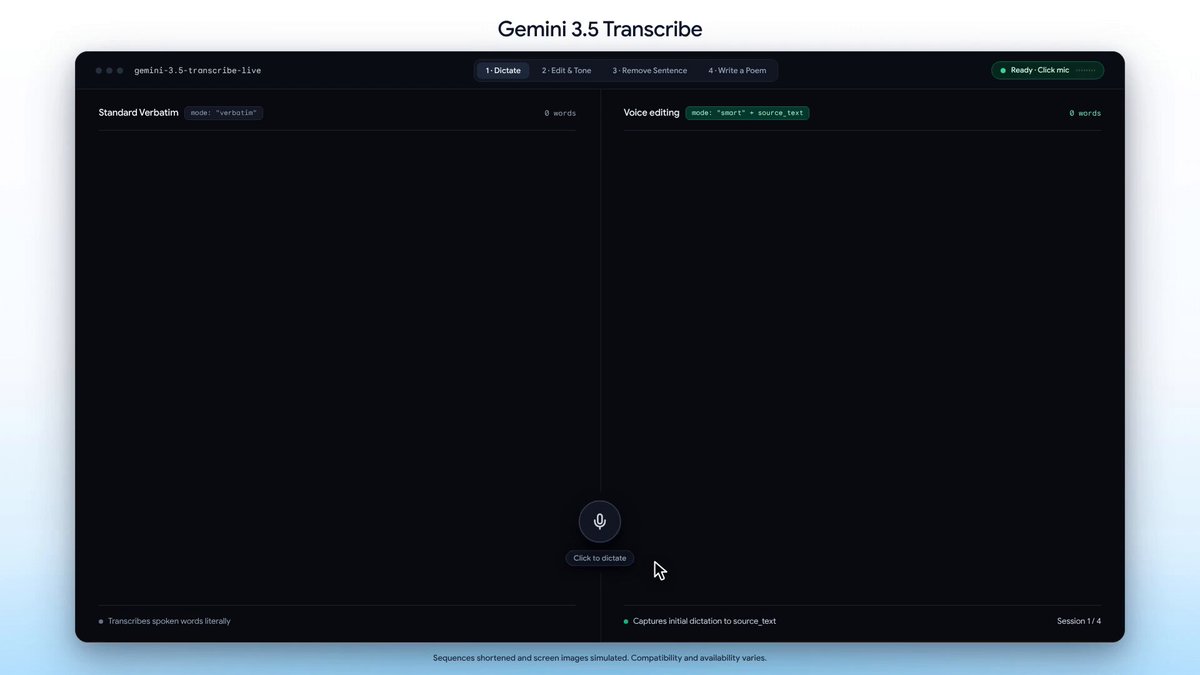 Gemini 3.5 Transcribe
gemini-3.5-transcribe-live
1 · Dictate
2 · Edit & Tone
3 · Remove Sentence
4 · Write a Poem
Ready · Click mic
Standard Verbatim
mode: "verbatim"
0 words
Voice editing
mode: "smart" + source_text
0 words
Click to dictate
Transcribes spoken words literally
Captures initial dictation to source_text
Session 1 / 4
Sequences shortened and screen images simulated. Compatibility and availability varies.